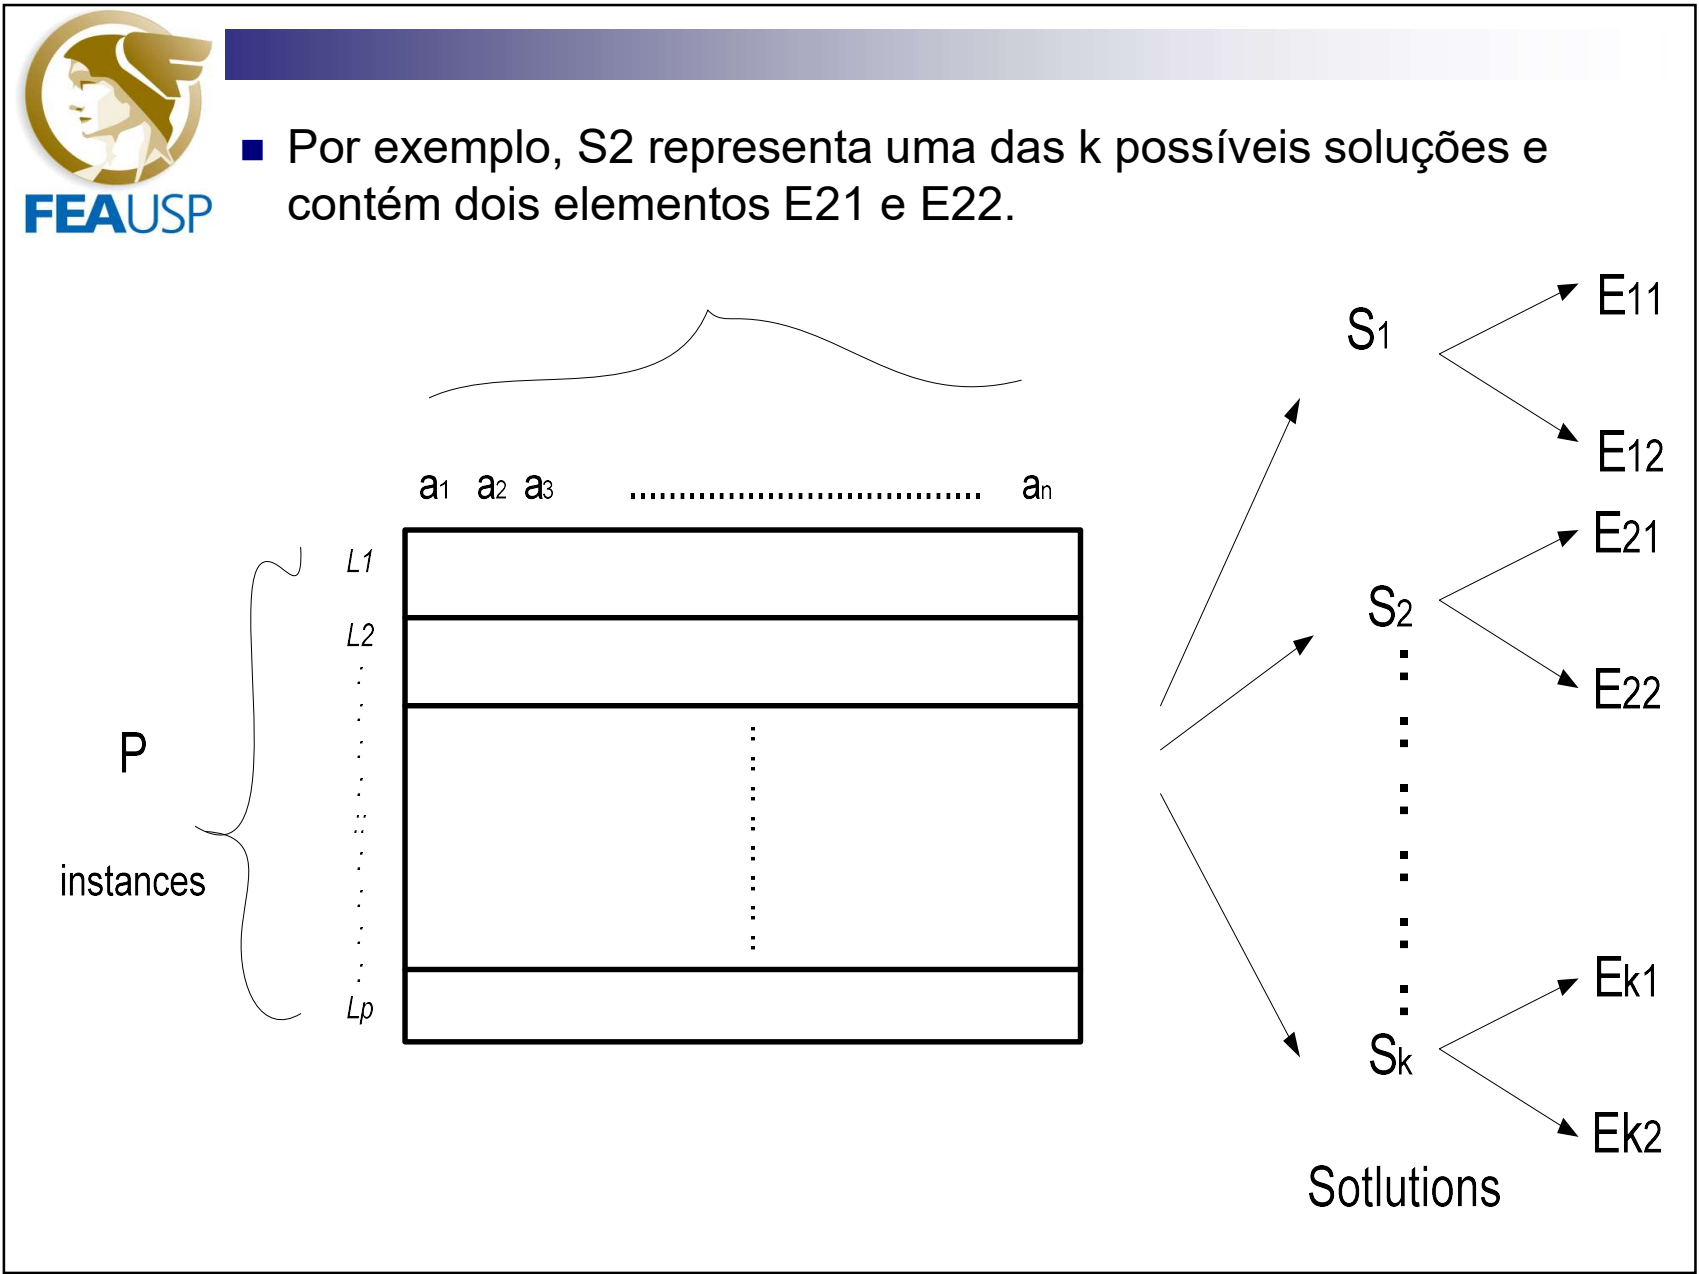 FEAUSP
Por exemplo, S2 representa uma das k possíveis soluções e
contém dois elementos E21 e E22.
a1 a2 a3 ................................... an
L1
L2
Lp
P
instances
S1
E11
E12
S2
E21
E22
Sk
Ek1
Ek2
Sotlutions